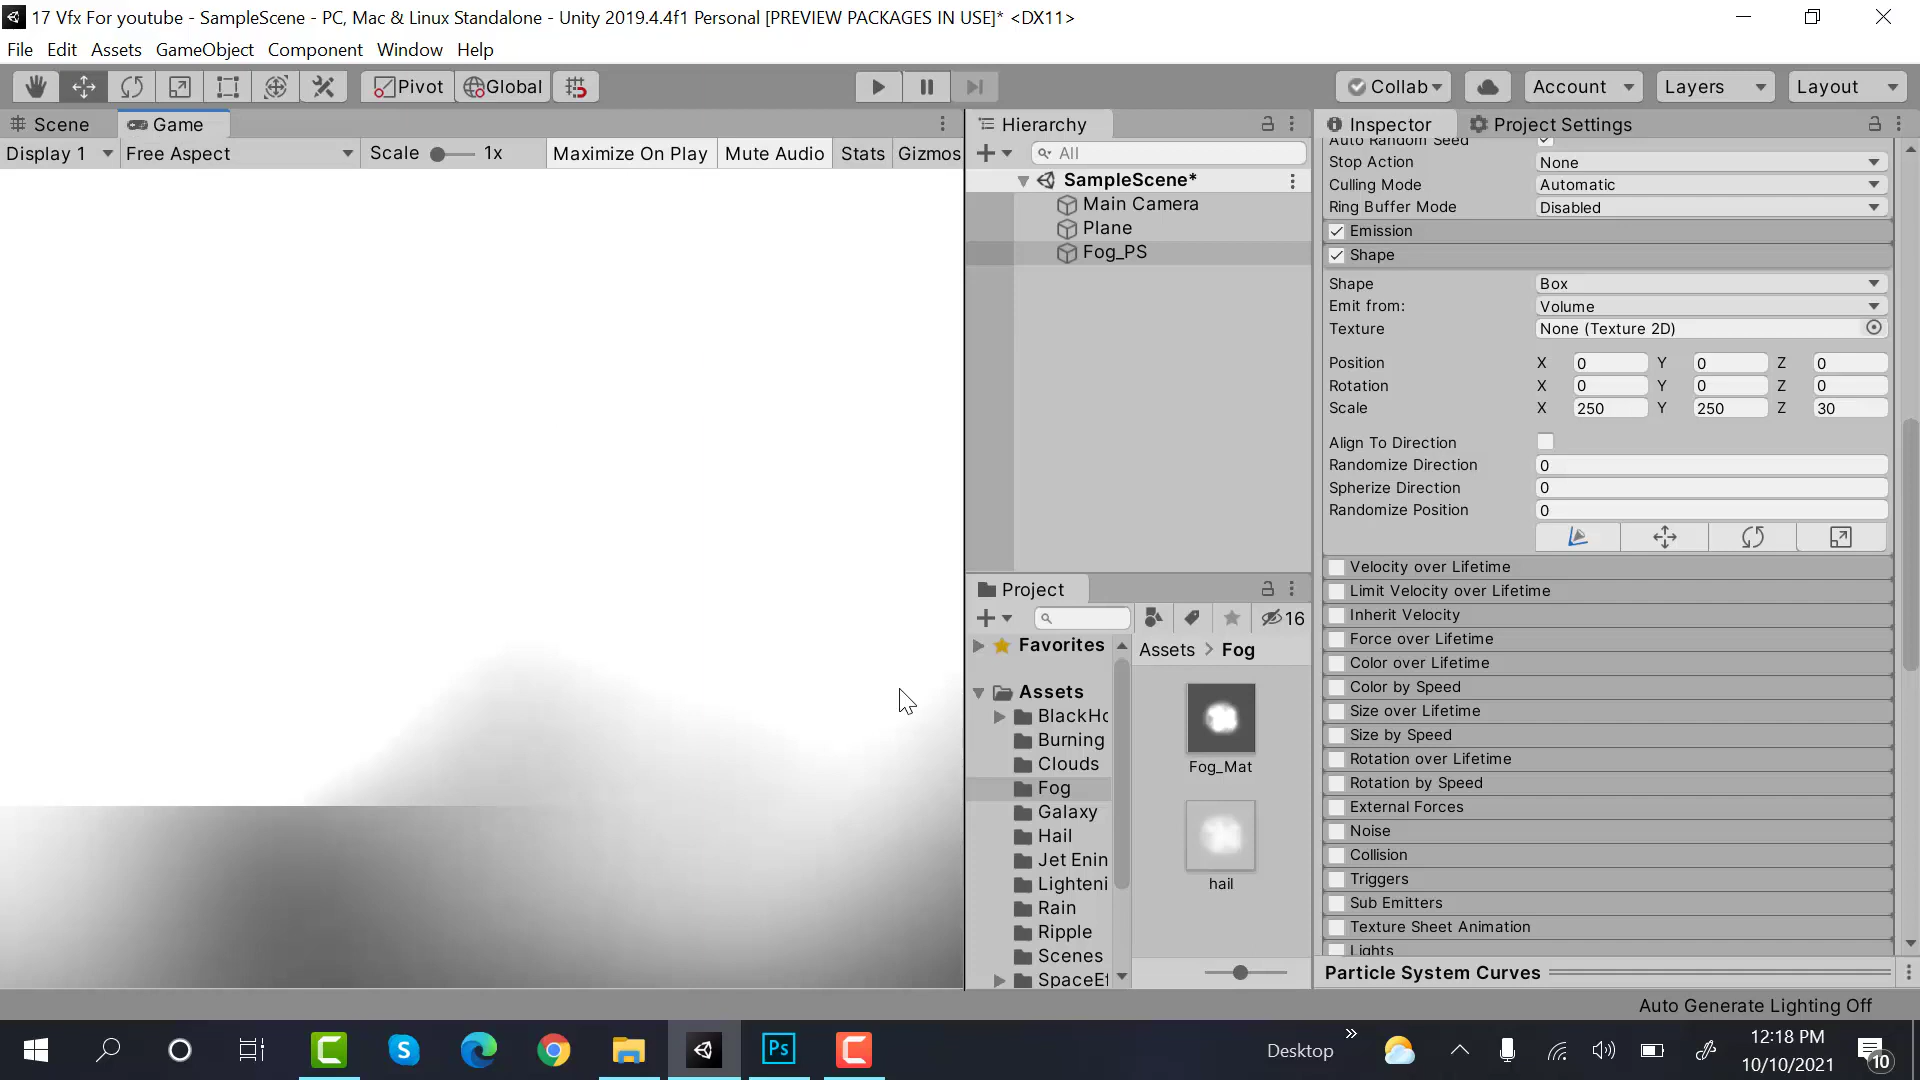 17 Vfx For youtube - SampleScene - PC, Mac & Linux Standalone - Unity 2019.4.4f1 Personal [PREVIEW PACKAGES IN USE]* <DX11>
File Edit Assets GameObject Component Window Help
Pivot Global Collab Account Layers Layout
Scene Game
Display 1 Free Aspect Scale 1x Maximize On Play Mute Audio Stats Gizmos
Hierarchy
All
SampleScene*
Main Camera
Plane
Fog_PS
Project
16
Favorites
Assets
BlackHo
Burning
Clouds
Fog
Galaxy
Hail
Jet Enin
Lighteni
Rain
Ripple
Scenes
SpaceEf
Assets > Fog
Fog_Mat
hail
Inspector Project Settings
Auto Random Seed
Stop Action None
Culling Mode Automatic
Ring Buffer Mode Disabled
Emission
Shape
Shape Box
Emit from: Volume
Texture None (Texture 2D)
Position X 0 Y 0 Z 0
Rotation X 0 Y 0 Z 0
Scale X 250 Y 250 Z 30
Align To Direction
Randomize Direction 0
Spherize Direction 0
Randomize Position 0
Velocity over Lifetime
Limit Velocity over Lifetime
Inherit Velocity
Force over Lifetime
Color over Lifetime
Color by Speed
Size over Lifetime
Size by Speed
Rotation over Lifetime
Rotation by Speed
External Forces
Noise
Collision
Triggers
Sub Emitters
Texture Sheet Animation
Lights
Particle System Curves
Auto Generate Lighting Off
Ps
Desktop
12:18 PM
10/10/2021
10